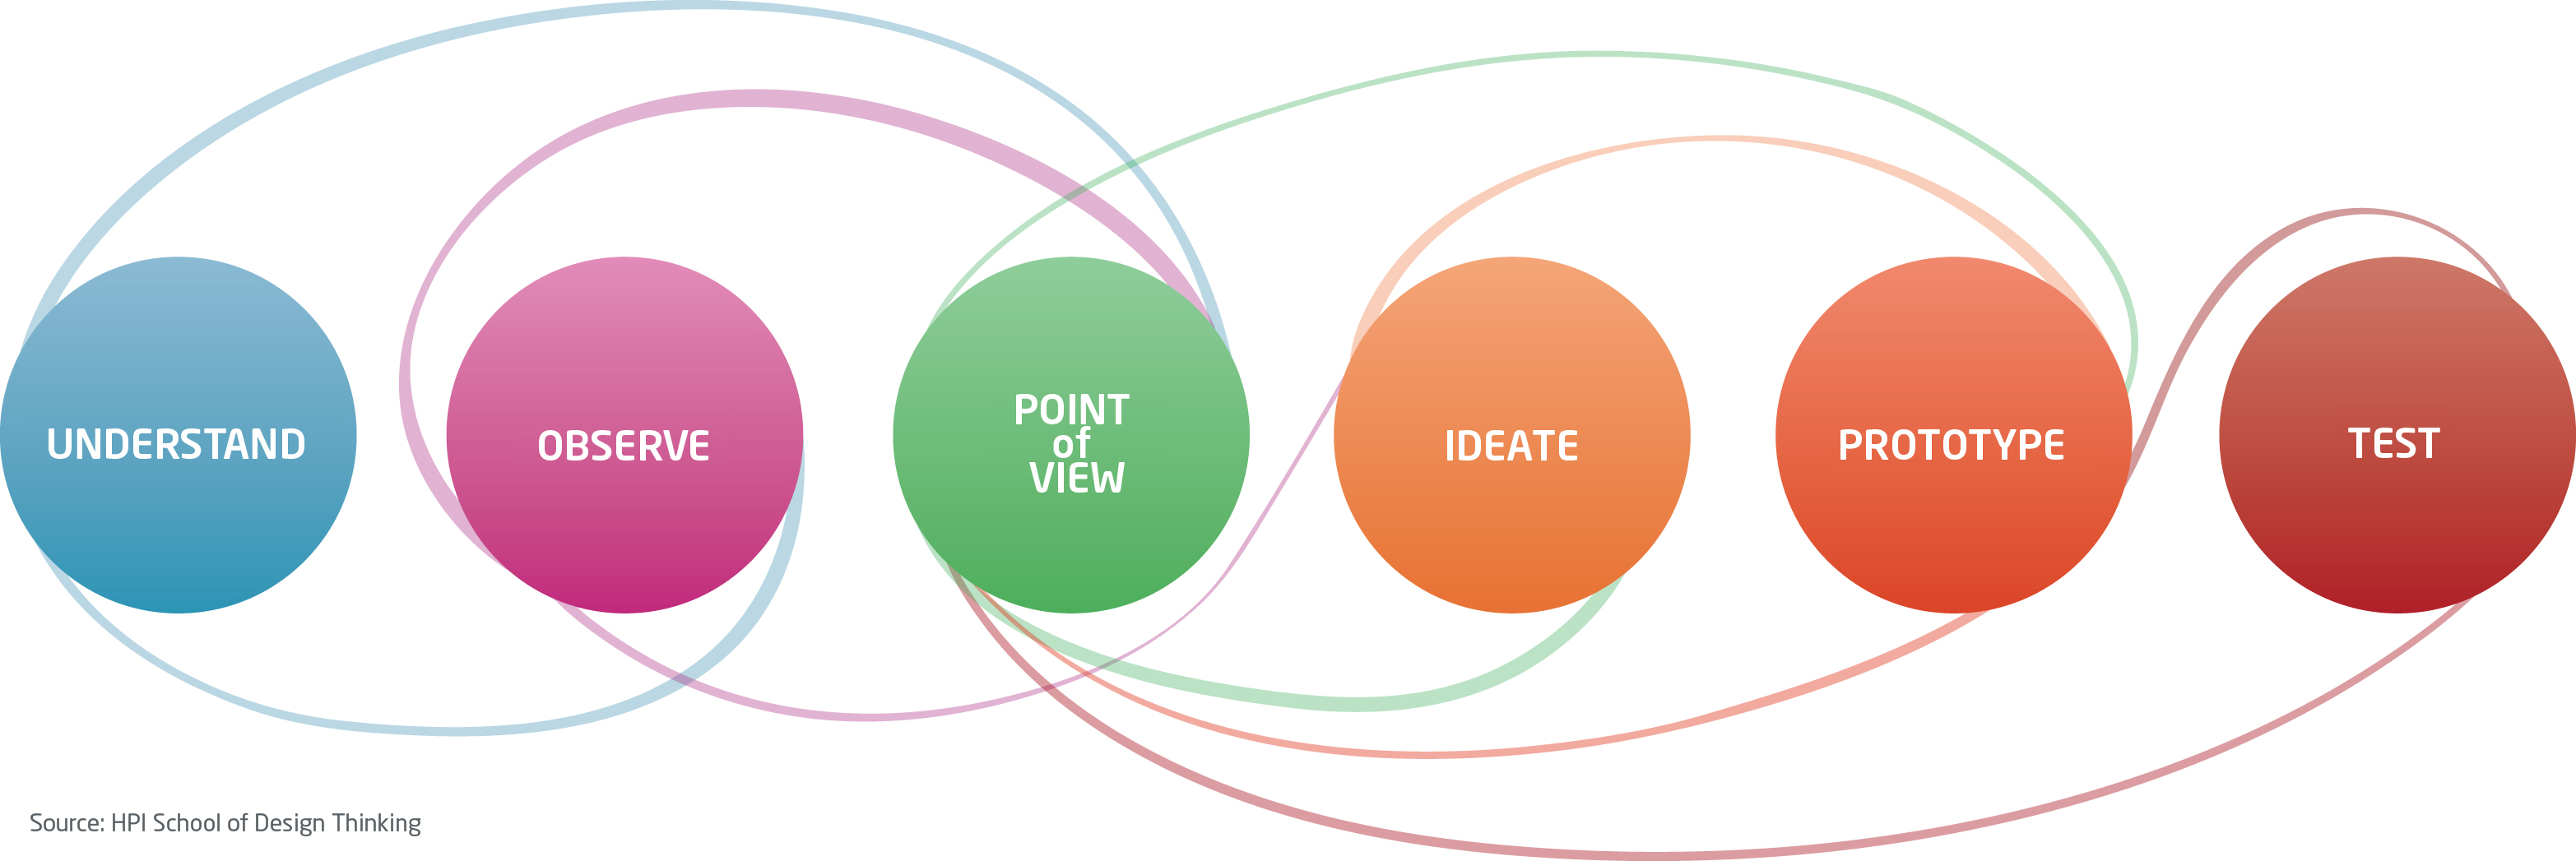 UNDERSTAND
OBSERVE
POINT
of
VIEW
IDEATE
PROTOTYPE
TEST
Source: HPI School of Design Thinking